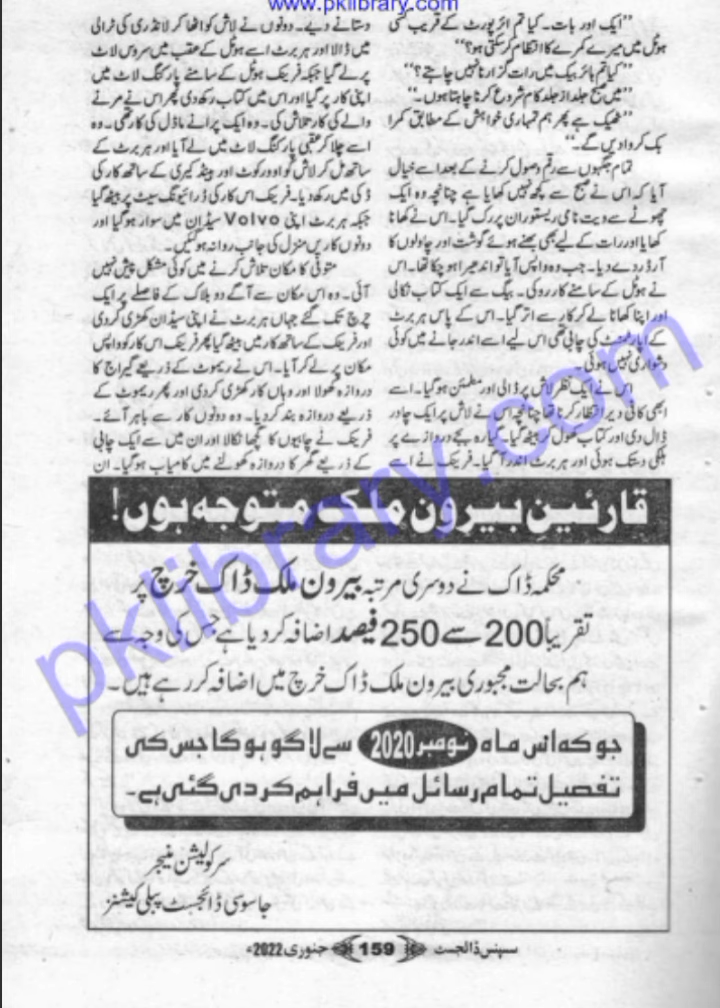 www.pklibrary.com
”ایک اور بات۔ کیا تم ائر پورٹ کے قریب کسی
ہوٹل میں میرے کمرے کا انتظام کر سکتی ہو؟“
”کیا تم ہائز بیک میں رات گزارنا نہیں چاہتے؟“
”میں صبح جلد از جلد کام شروع کرنا چاہتا ہوں۔“
”ٹھیک ہے پھر ہم تمہاری خواہش کے مطابق کمرا
بک کروا دیں گے۔“
تمام جگہوں سے رقم وصول کرنے کے بعد اسے خیال
آیا کہ اس نے صبح سے کچھ نہیں کھایا ہے چنانچہ وہ ایک
چھوٹے سے ویت نامی ریستوران پر رک گیا۔ اس نے کھانا
کھایا اور رات کے لیے بھی بھنے ہوئے گوشت اور چاولوں کا
آرڈر دے دیا۔ جب وہ واپس آیا تو اندھیرا ہو چکا تھا۔ اس
نے ہوٹل کے سامنے کار روکی۔ بیگ سے ایک کتاب نکالی
اور اپنا کھانا لے کر کار سے اتر گیا۔ اس کے پاس ہربرٹ
کے اپارٹمنٹ کی چابی تھی اس لیے اسے اندر جانے میں کوئی
دشواری نہیں ہوئی۔
اس نے ایک نظر لاش پر ڈالی اور مطمئن ہو گیا۔ اسے
ابھی کافی دیر انتظار کرنا تھا چنانچہ اس نے لاش پر ایک چادر
ڈال دی اور کتاب کھول کر بیٹھ گیا۔ گیارہ بجے دروازے پر
ہلکی دستک ہوئی اور ہربرٹ اندر آ گیا۔ فرینک نے اسے
دستانے دیے۔ دونوں نے لاش کو اٹھا کر لانڈری کی ٹرالی
میں ڈالا اور ہربرٹ اسے ہوٹل کے عقب میں سروس لاٹ
پر لے گیا جبکہ فرینک ہوٹل کے سامنے پارکنگ لاٹ میں
اپنی کار پر گیا اور اس میں کتاب رکھ دی پھر اس نے مرنے
والے کی کار تلاش کی۔ وہ ایک پرانے ماڈل کی کار تھی۔ وہ
اسے چلا کر عقبی پارکنگ لاٹ میں لے آیا اور ہربرٹ کے
ساتھ مل کر لاش کو اوورکوٹ اور ہینڈ کیری کے ساتھ کار کی
ڈکی میں رکھ دیا۔ فرینک اس کار کی ڈرائیونگ سیٹ پر بیٹھ گیا
جبکہ ہربرٹ اپنی Volvo سیڈان میں سوار ہو گیا اور
دونوں کاریں منزل کی جانب روانہ ہو گئیں۔
متوفی کا مکان تلاش کرنے میں کوئی مشکل پیش نہیں
آئی۔ وہ اس مکان سے آگے دو بلاک کے فاصلے پر ایک
چرچ تک گئے جہاں ہربرٹ نے اپنی سیڈان کھڑی کر دی
اور فرینک کے ساتھ کار میں بیٹھ گیا پھر فرینک اس کار کو واپس
مکان پر لے کر آیا۔ اس نے ریموٹ کے ذریعے گیراج کا
دروازہ کھولا اور وہاں کار کھڑی کر دی اور پھر ریموٹ کے
ذریعے دروازہ بند کر دیا۔ وہ دونوں کار سے باہر آئے۔
فرینک نے چابیوں کا گچھا نکالا اور ان میں سے ایک چابی
کے ذریعے گھر کا دروازہ کھولنے میں کامیاب ہو گیا۔ ان
قارئین بیرون ملک متوجہ ہوں!
محکمہ ڈاک نے دوسری مرتبہ بیرون ملک ڈاک خرچ پر
تقریباً 200 سے 250 فیصد اضافہ کر دیا ہے جس کی وجہ سے
ہم بحالت مجبوری بیرون ملک ڈاک خرچ میں اضافہ کر رہے ہیں۔
جو کہ اس ماہ نومبر 2020 سے لاگو ہوگا جس کی
تفصیل تمام رسائل میں فراہم کر دی گئی ہے۔
سرکولیشن منیجر
جاسوسی ڈائجسٹ پبلی کیشنز
سسپنس ڈائجسٹ 159 جنوری 2022ء
pklibrary.com